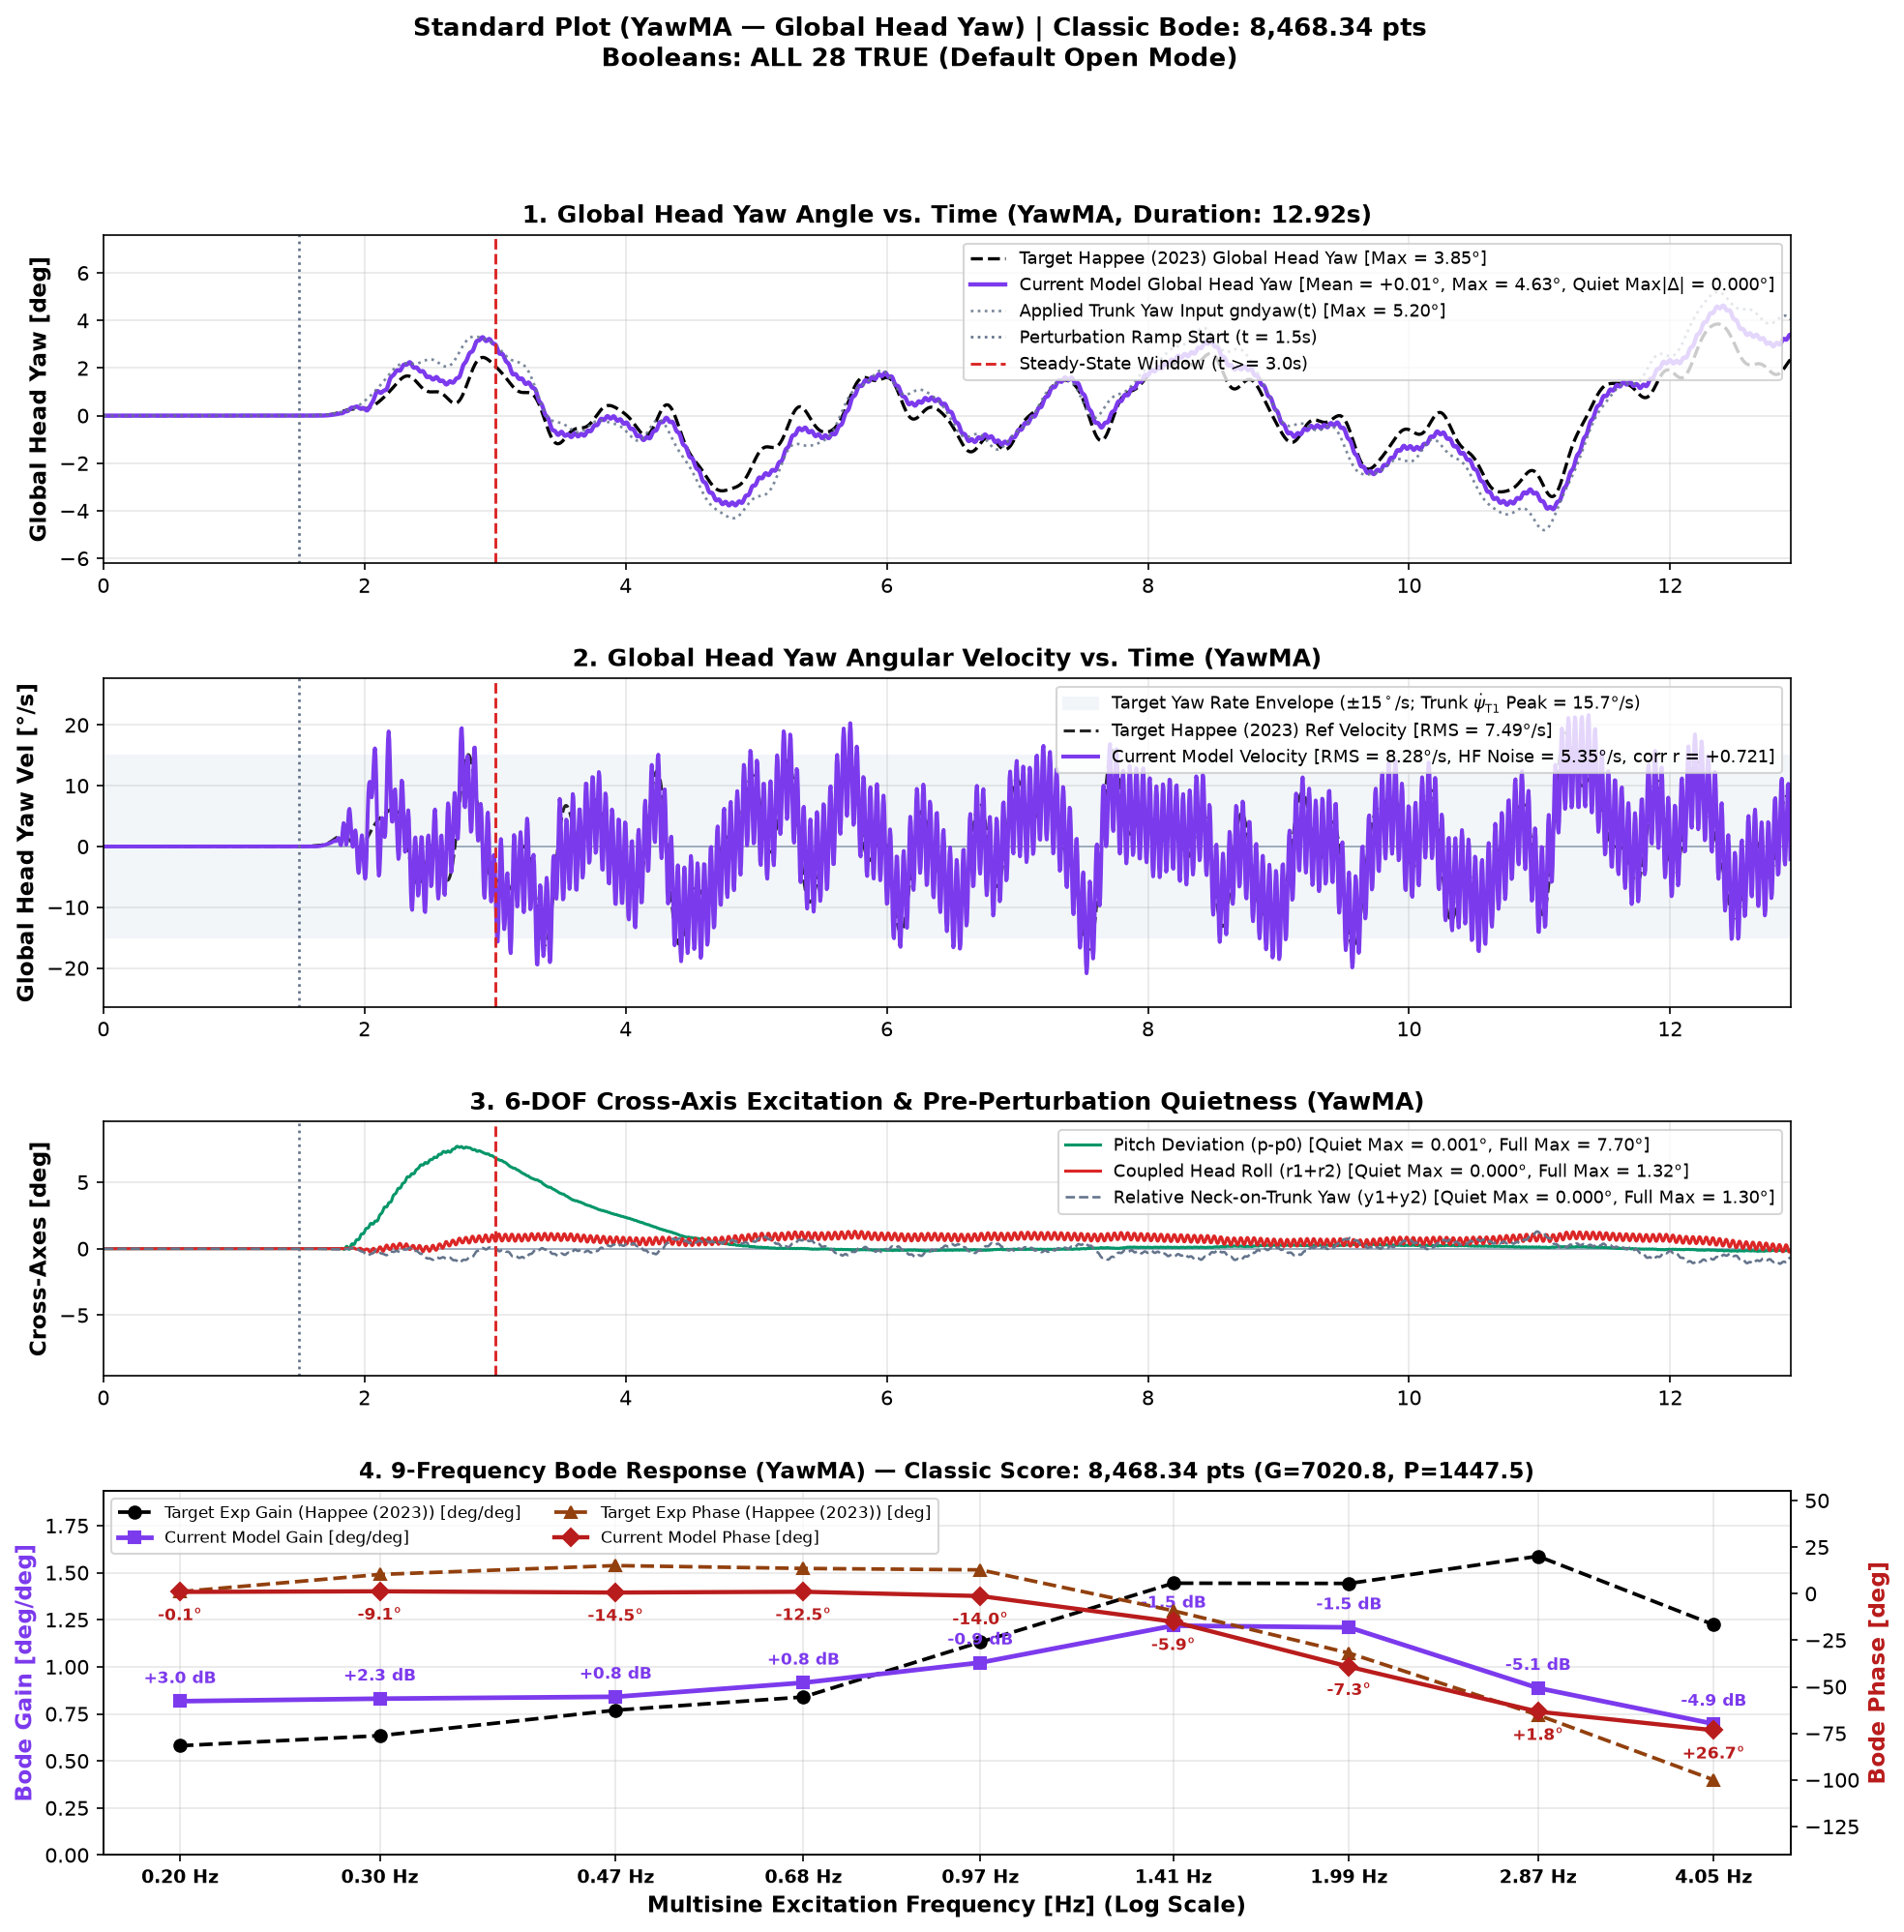 Standard Plot (YawMA — Global Head Yaw) | Classic Bode: 8,468.34 pts
Booleans: ALL 28 TRUE (Default Open Mode)
1. Global Head Yaw Angle vs. Time (YawMA, Duration: 12.92s)
Global Head Yaw [deg]
6
4
2
0
−2
−4
−6
Target Happee (2023) Global Head Yaw [Max = 3.85°]
Current Model Global Head Yaw [Mean = +0.01°, Max = 4.63°, Quiet Max|Δ| = 0.000°]
Applied Trunk Yaw Input gndyaw(t) [Max = 5.20°]
Perturbation Ramp Start (t = 1.5s)
Steady-State Window (t >= 3.0s)
0 2 4 6 8 10 12
2. Global Head Yaw Angular Velocity vs. Time (YawMA)
Global Head Yaw Vel [°/s]
20
10
0
−10
−20
Target Yaw Rate Envelope (±15°/s; Trunk ψ̇T1 Peak = 15.7°/s)
Target Happee (2023) Ref Velocity [RMS = 7.49°/s]
Current Model Velocity [RMS = 8.28°/s, HF Noise = 5.35°/s, corr r = +0.721]
0 2 4 6 8 10 12
3. 6-DOF Cross-Axis Excitation & Pre-Perturbation Quietness (YawMA)
Cross-Axes [deg]
5
0
−5
Pitch Deviation (p-p0) [Quiet Max = 0.001°, Full Max = 7.70°]
Coupled Head Roll (r1+r2) [Quiet Max = 0.000°, Full Max = 1.32°]
Relative Neck-on-Trunk Yaw (y1+y2) [Quiet Max = 0.000°, Full Max = 1.30°]
0 2 4 6 8 10 12
4. 9-Frequency Bode Response (YawMA) — Classic Score: 8,468.34 pts (G=7020.8, P=1447.5)
Bode Gain [deg/deg]
1.75
1.50
1.25
1.00
0.75
0.50
0.25
0.00
Target Exp Gain (Happee (2023)) [deg/deg]
Current Model Gain [deg/deg]
Target Exp Phase (Happee (2023)) [deg]
Current Model Phase [deg]
-0.1° -9.1° -14.5° -12.5° -14.0° -5.9° -7.3° +1.8° +26.7°
+3.0 dB +2.3 dB +0.8 dB +0.8 dB -0.9 dB -1.5 dB -1.5 dB -5.1 dB -4.9 dB
50
25
0
−25
−50
−75
−100
−125
Bode Phase [deg]
0.20 Hz 0.30 Hz 0.47 Hz 0.68 Hz 0.97 Hz 1.41 Hz 1.99 Hz 2.87 Hz 4.05 Hz
Multisine Excitation Frequency [Hz] (Log Scale)